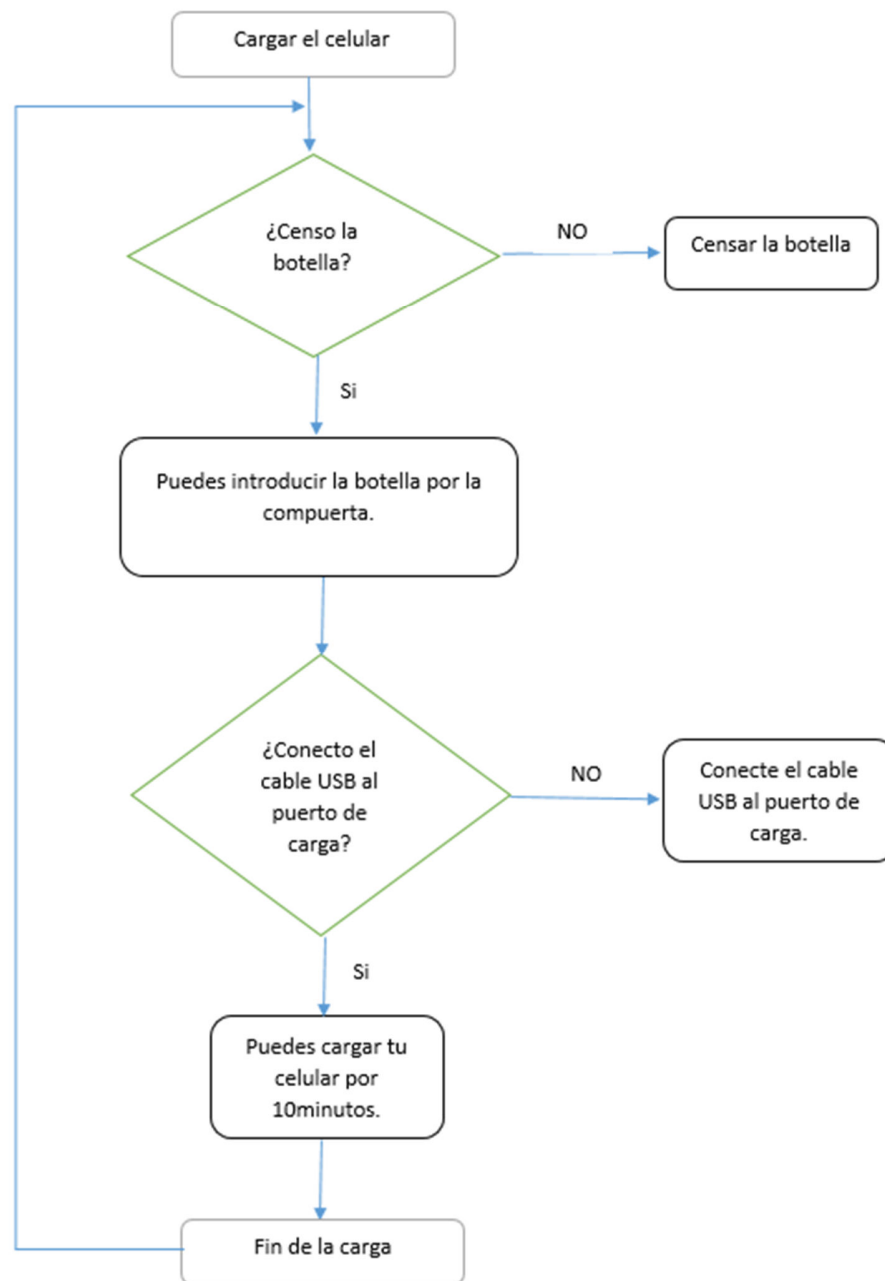 Cargar el celular
¿Censo la
botella?
NO
Censar la botella
Si
Puedes introducir la botella por la
compuerta.
¿Conecto el
cable USB al
puerto de
carga?
NO
Conecte el cable
USB al puerto de
carga.
Si
Puedes cargar tu
celular por
10minutos.
Fin de la carga